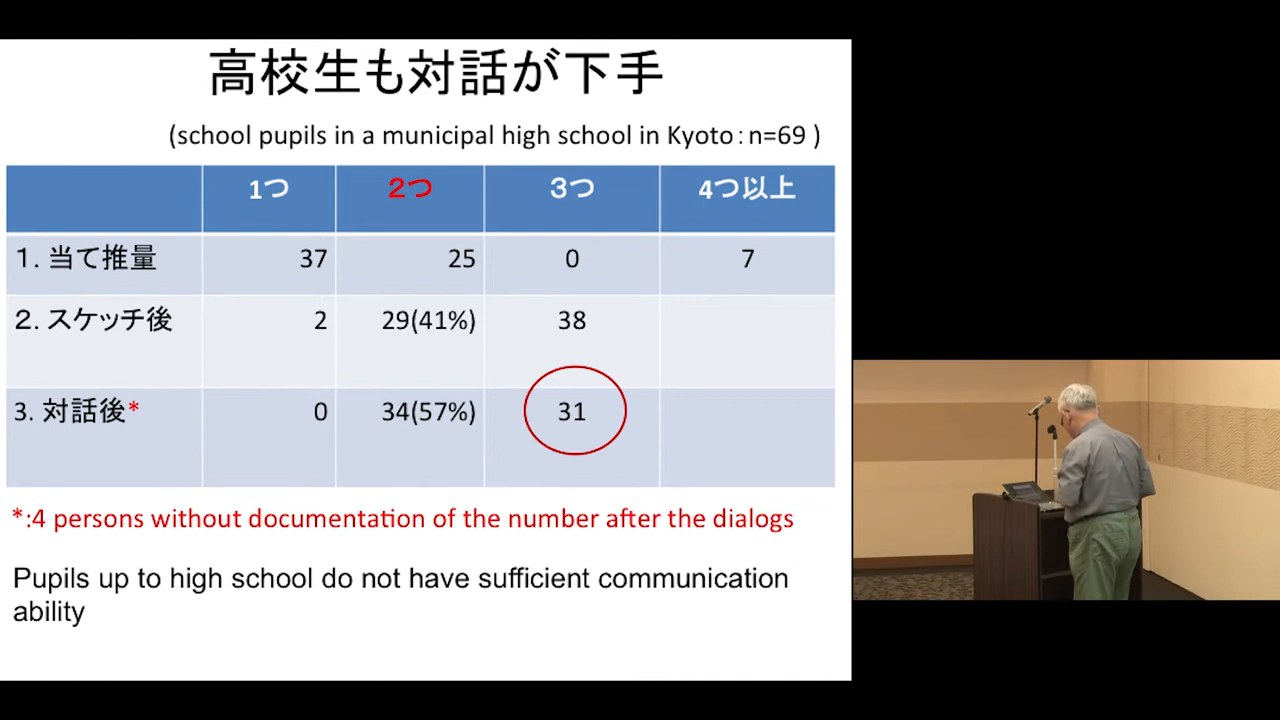 高校生も対話が下手
(school pupils in a municipal high school in Kyoto：n=69 )
1つ 2つ 3つ 4つ以上
1. 当て推量 37 25 0 7
2. スケッチ後 2 29(41%) 38
3. 対話後* 0 34(57%) 31
*:4 persons without documentation of the number after the dialogs
Pupils up to high school do not have sufficient communication
ability